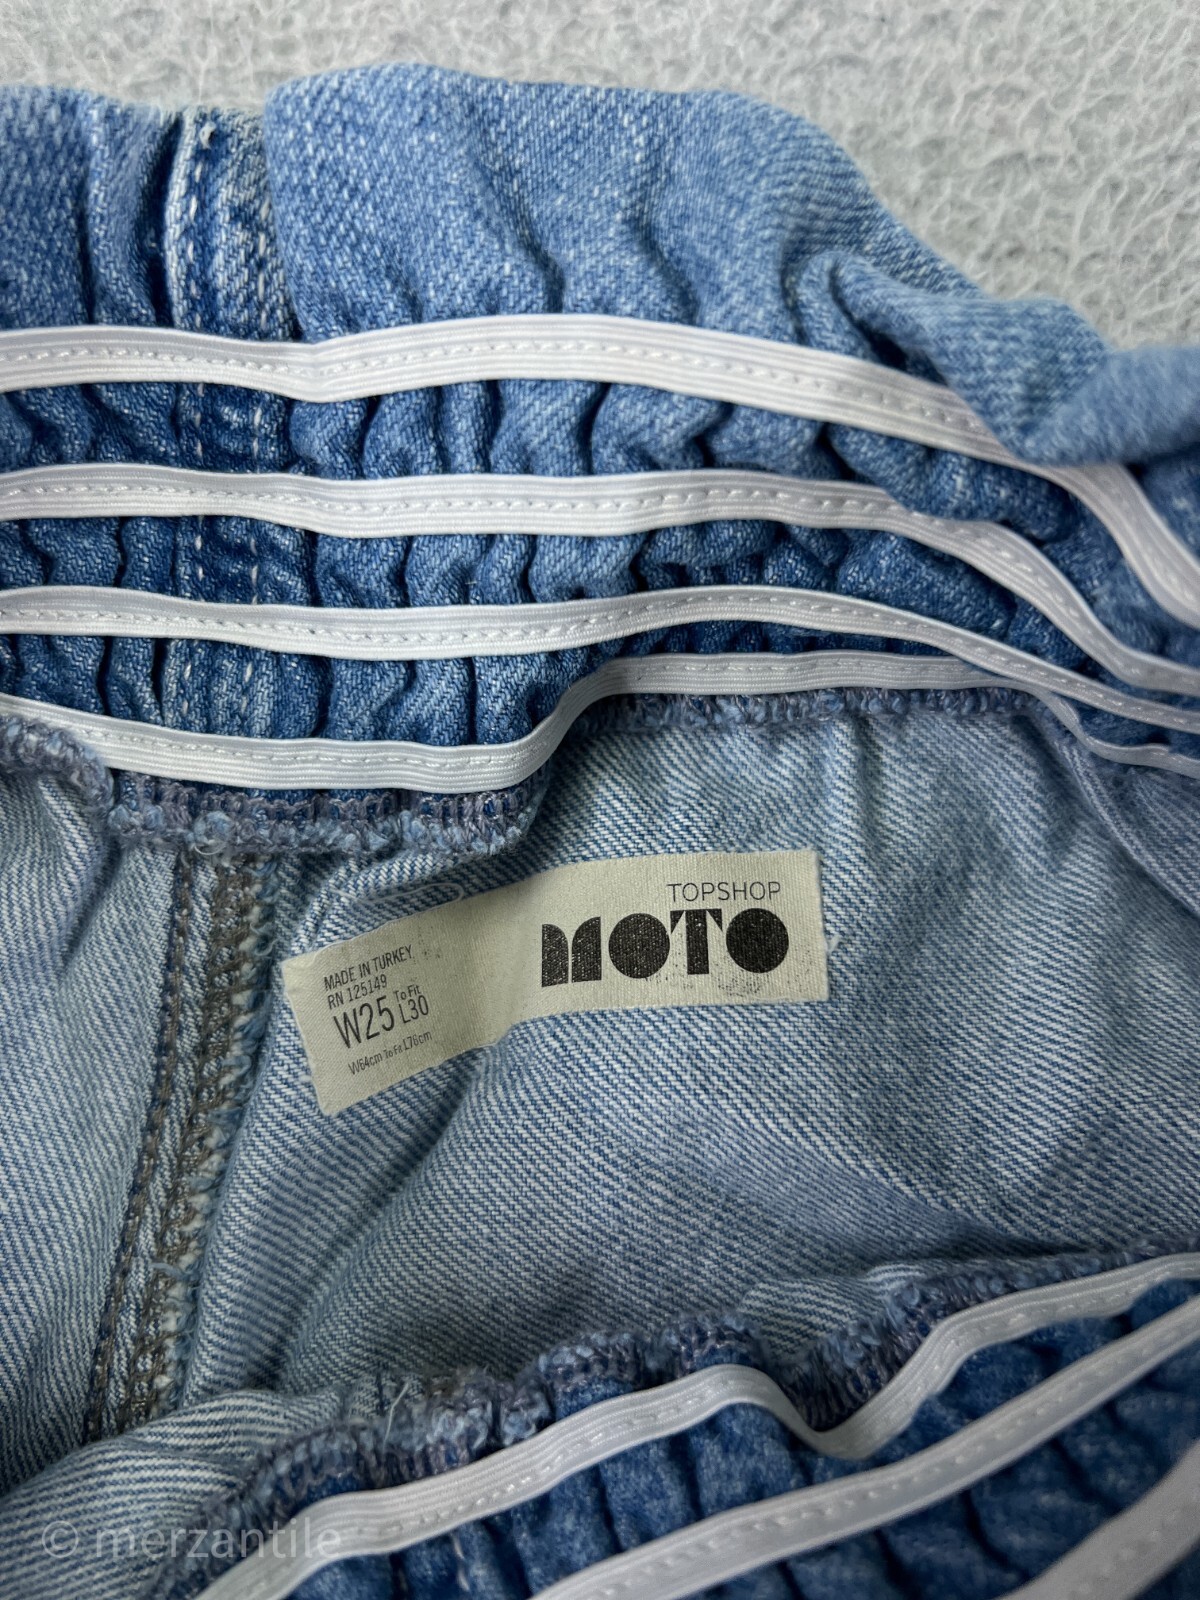 TOPSHOP
MOTO
MADE IN TURKEY
RN 125149
W25 To Fit L30
W64cm To Fit L76cm
© merzantile